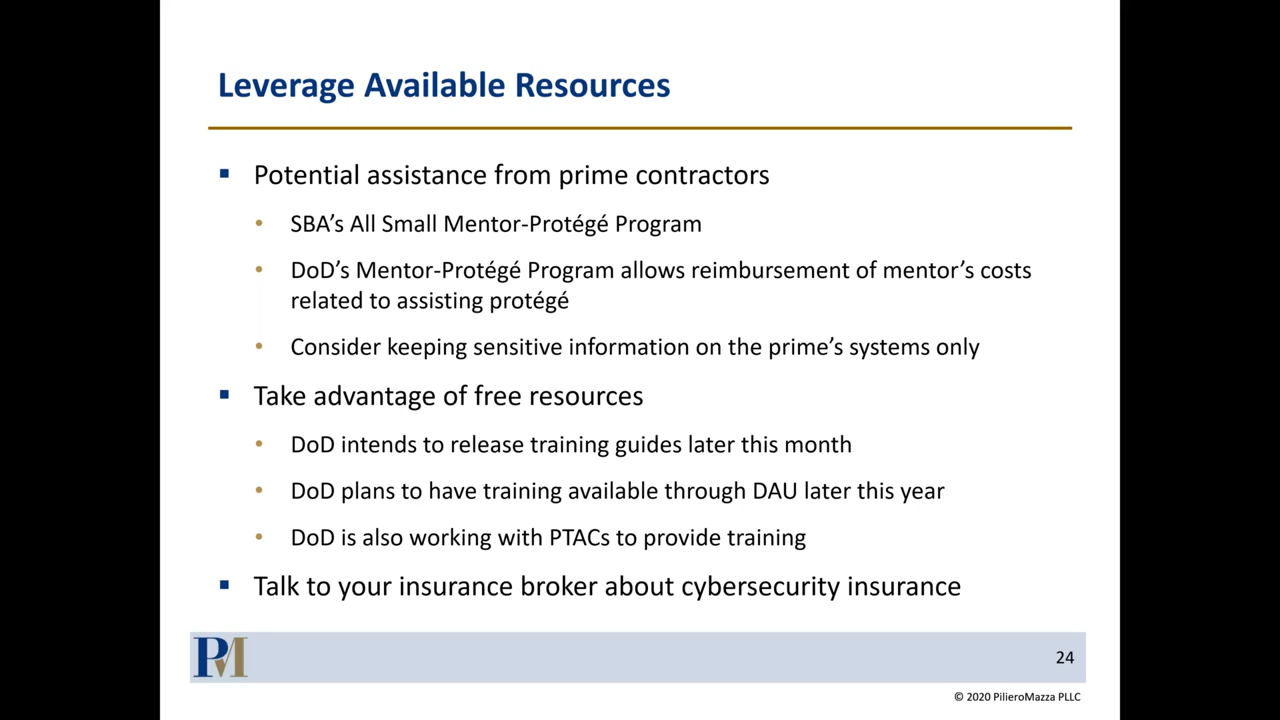 Leverage Available Resources
▪ Potential assistance from prime contractors
• SBA’s All Small Mentor-Protégé Program
• DoD’s Mentor-Protégé Program allows reimbursement of mentor’s costs
related to assisting protégé
• Consider keeping sensitive information on the prime’s systems only
▪ Take advantage of free resources
• DoD intends to release training guides later this month
• DoD plans to have training available through DAU later this year
• DoD is also working with PTACs to provide training
▪ Talk to your insurance broker about cybersecurity insurance
PM
24
© 2020 PilieroMazza PLLC